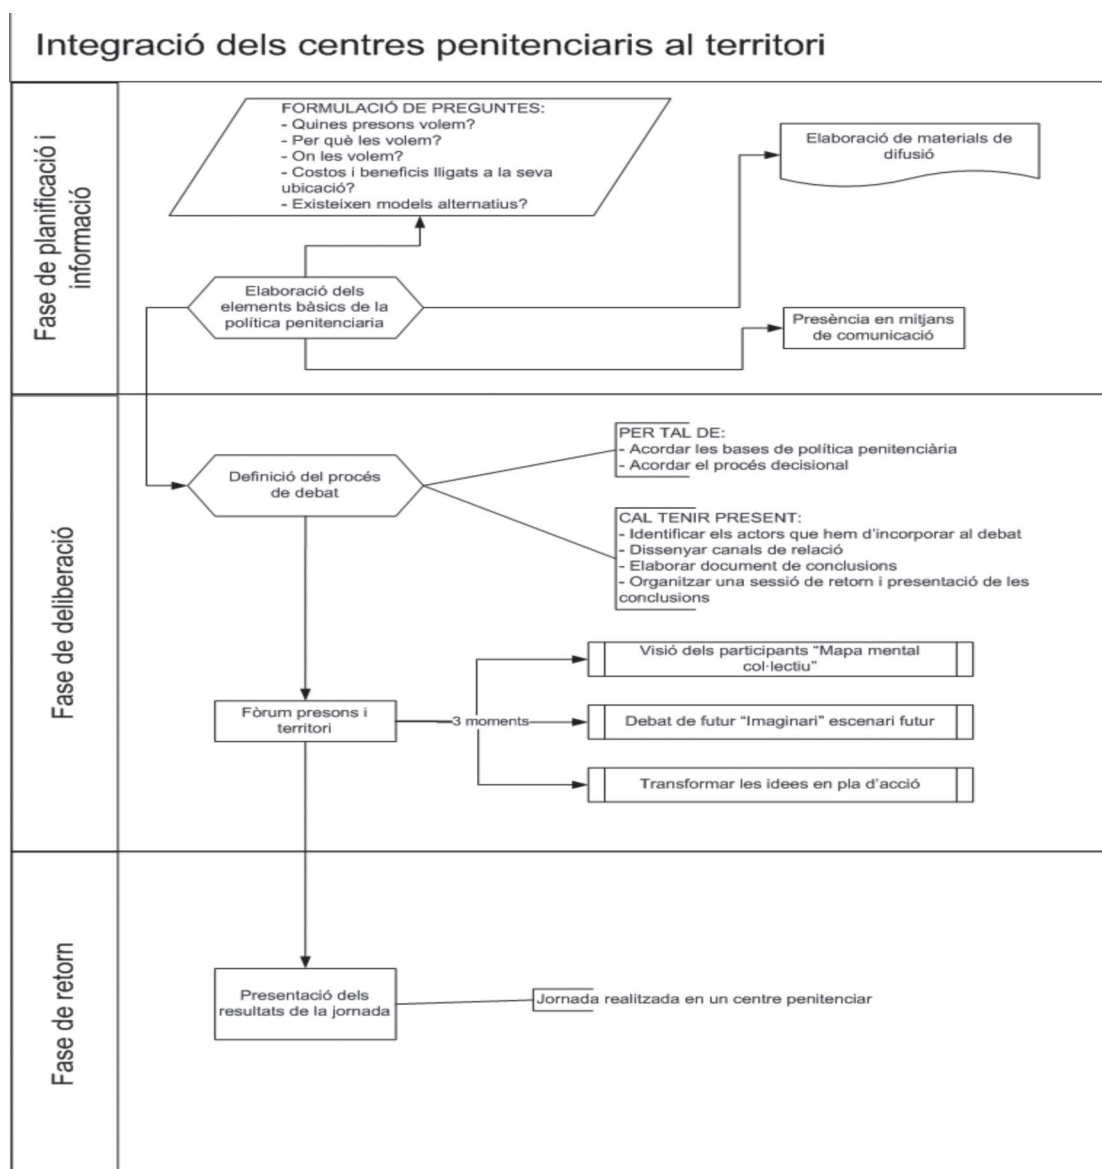 Integració dels centres penitenciaris al territori
Fase de planificació i
informació
FORMULACIÓ DE PREGUNTES:
- Quines presons volem?
- Per què les volem?
- On les volem?
- Costos i beneficis lligats a la seva
ubicació?
- Existeixen models alternatius?
Elaboració de materials de
difusió
Elaboració dels
elements bàsics de la
política penitenciaria
Presència en mitjans
de comunicació
Fase de deliberació
Definició del procés
de debat
PER TAL DE:
- Acordar les bases de política penitenciària
- Acordar el procés decisional
CAL TENIR PRESENT:
- Identificar els actors que hem d'incorporar al debat
- Dissenyar canals de relació
- Elaborar document de conclusions
- Organitzar una sessió de retorn i presentació de les
conclusions
Fòrum presons i
territori
3 moments
Visió dels participants “Mapa mental
col·lectiu”
Debat de futur “Imaginari” escenari futur
Transformar les idees en pla d'acció
Fase de retorn
Presentació dels
resultats de la jornada
Jornada realitzada en un centre penitenciar